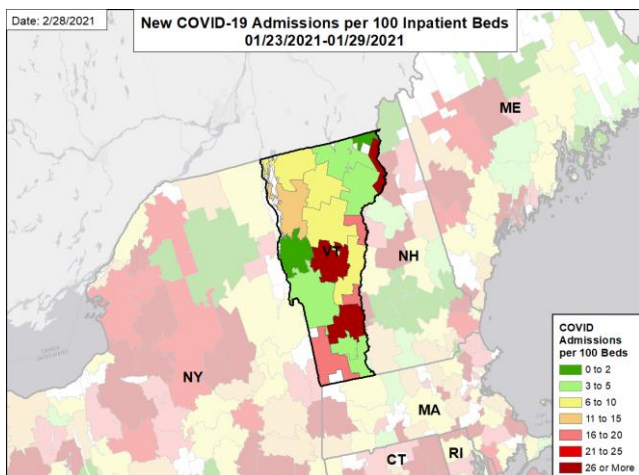 Date: 2/28/2021
New COVID-19 Admissions per 100 Inpatient Beds
01/23/2021-01/29/2021
ME
VT
NH
NY
MA
CT
RI
COVID
Admissions
per 100 Beds
0 to 2
3 to 5
6 to 10
11 to 15
16 to 20
21 to 25
26 or More